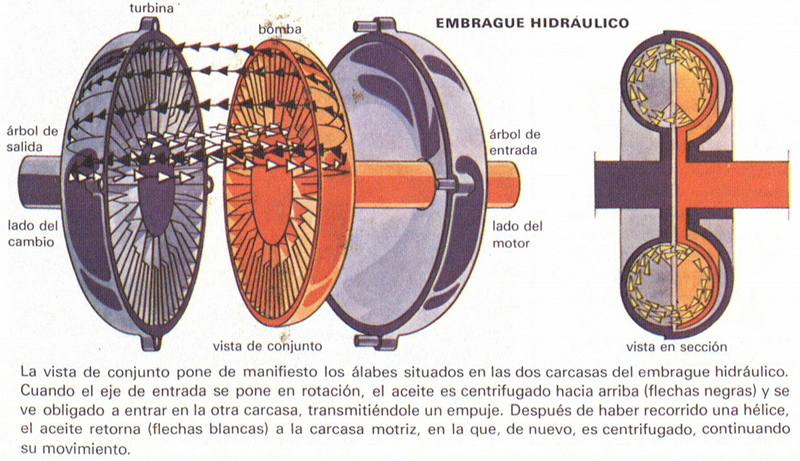 turbina
bomba
EMBRAGUE HIDRÁULICO
árbol de
salida
árbol de
entrada
lado del
cambio
lado del
motor
vista de conjunto
vista en sección
La vista de conjunto pone de manifiesto los álabes situados en las dos carcasas del embrague hidráulico.
Cuando el eje de entrada se pone en rotación, el aceite es centrifugado hacia arriba (flechas negras) y se
ve obligado a entrar en la otra carcasa, transmitiéndole un empuje. Después de haber recorrido una hélice,
el aceite retorna (flechas blancas) a la carcasa motriz, en la que, de nuevo, es centrifugado, continuando
su movimiento.